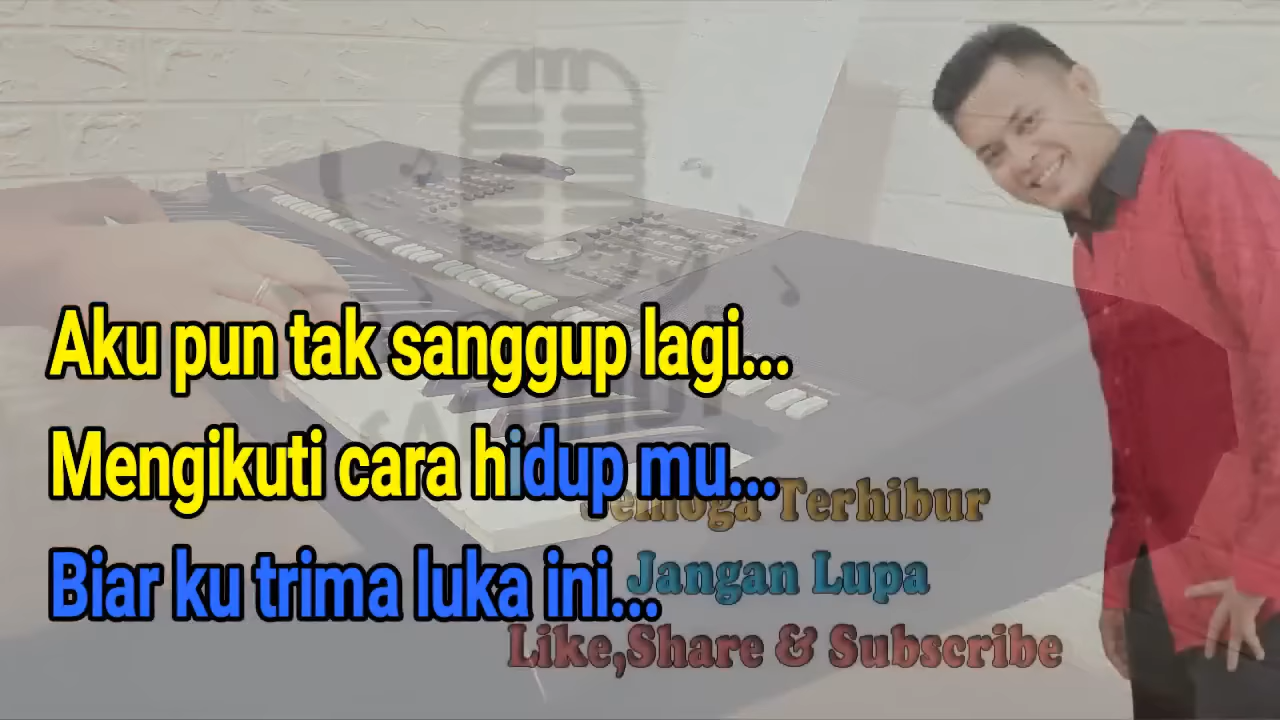 Aku pun tak sanggup lagi...
Mengikuti cara hidup mu...
Semoga Terhibur
Biar ku trima luka ini...
Jangan Lupa
Like,Share & Subscribe